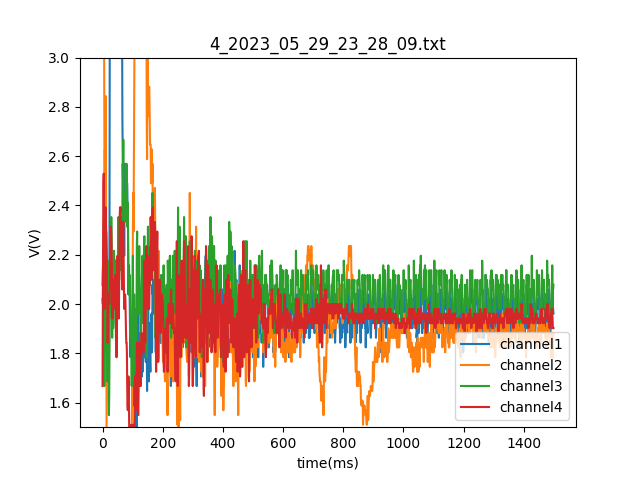 4_2023_05_29_23_28_09.txt
3.0
2.8
2.6
2.4
2.2
2.0
1.8
1.6
V(V)
0 200 400 600 800 1000 1200 1400
time(ms)
channel1
channel2
channel3
channel4